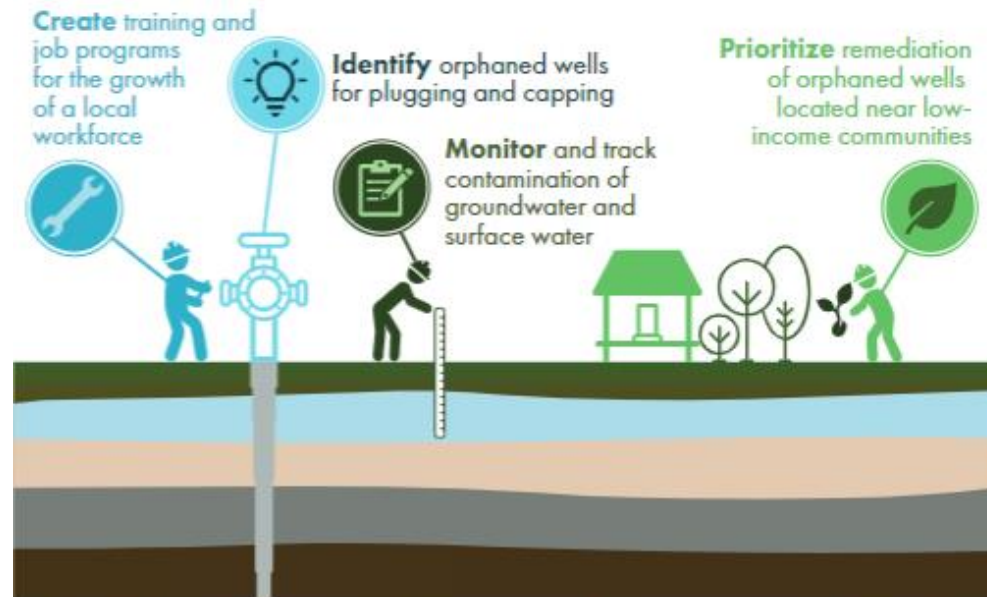 Create training and
job programs
for the growth
of a local
workforce
Identify orphaned wells
for plugging and capping
Monitor and track
contamination of
groundwater and
surface water
Prioritize remediation
of orphaned wells
located near low-
income communities